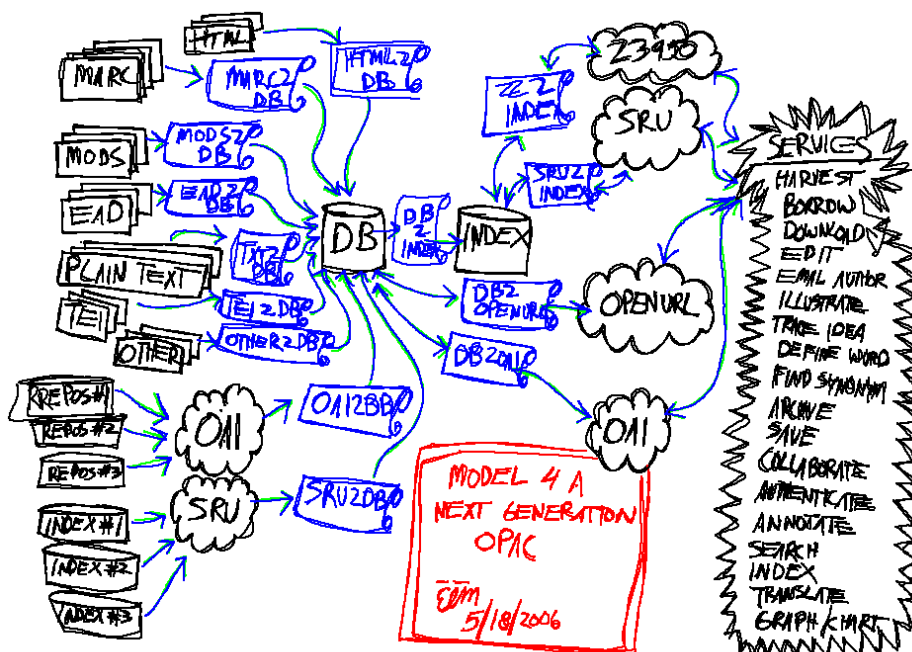 HTML
MARC
MARC2
DB
HTML2
DB
MODS
MODS2
DB
EAD
EAD2
DB
PLAIN TEXT
TXT2
DB
TEI
TEI2DB
OTHER
OTHER2DB
REPOS#1
REPOS#2
REPOS#3
OAI
OAI2BB
INDEX#1
INDEX#2
INDEX#3
SRU
SRU2DB
DB
DB
2
INDEX
INDEX
INDEX
Z3950
SRU2
INDEX
SRU
DB2
OPENURL
OPENURL
DB2OAI
OAI
MODEL 4 A
NEXT GENERATION
OPAC
ELM
5/18/2006
SERVICES
HARVEST
BORROW
DOWNLOAD
EDIT
EMAIL AUTHOR
ILLUSTRATE
TRACE IDEA
DEFINE WORD
FIND SYNONYM
ARCHIVE
SAVE
COLLABORATE
AUTHENTICATE
ANNOTATE
SEARCH
INDEX
TRANSLATE
GRAPH/CHART